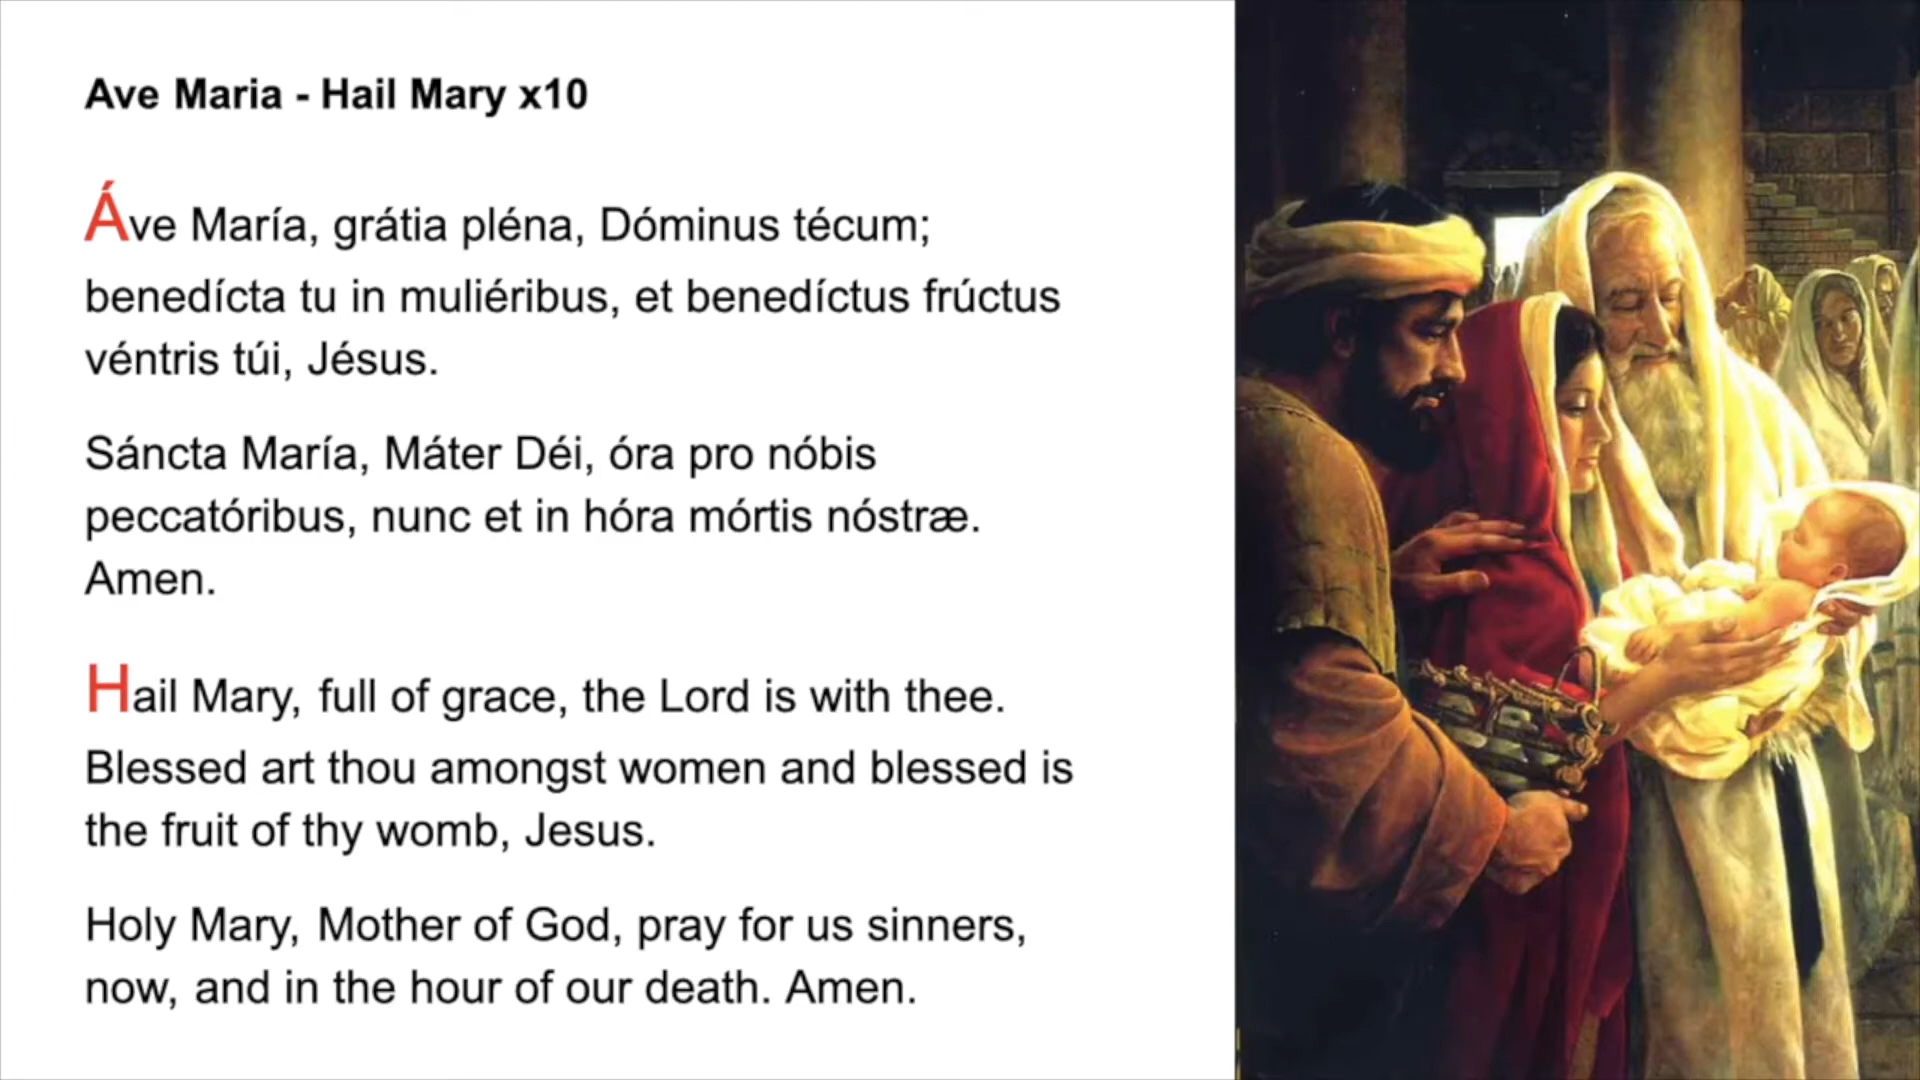 Ave Maria - Hail Mary x10
Áve María, grátia pléna, Dóminus técum;
benedícta tu in muliéribus, et benedíctus frúctus
véntris túi, Jésus.
Sáncta María, Máter Déi, óra pro nóbis
peccatóribus, nunc et in hóra mórtis nóstræ.
Amen.
Hail Mary, full of grace, the Lord is with thee.
Blessed art thou amongst women and blessed is
the fruit of thy womb, Jesus.
Holy Mary, Mother of God, pray for us sinners,
now, and in the hour of our death. Amen.